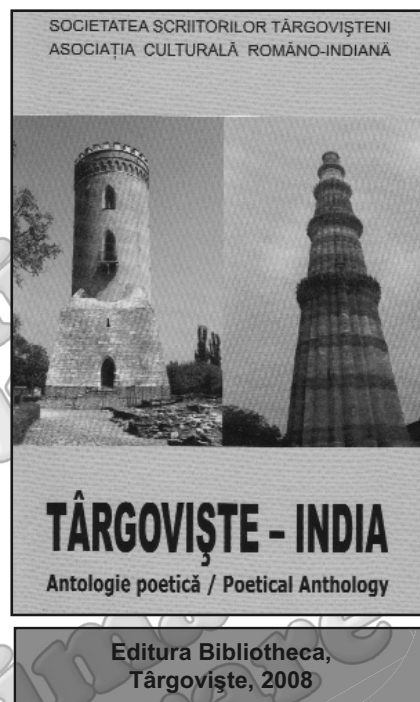 SOCIETATEA SCRIITORILOR TÂRGOVIŞTENI
ASOCIAŢIA CULTURALĂ ROMÂNO-INDIANĂ
TÂRGOVIŞTE – INDIA
Antologie poetică / Poetical Anthology
Editura Bibliotheca,
Târgovişte, 2008